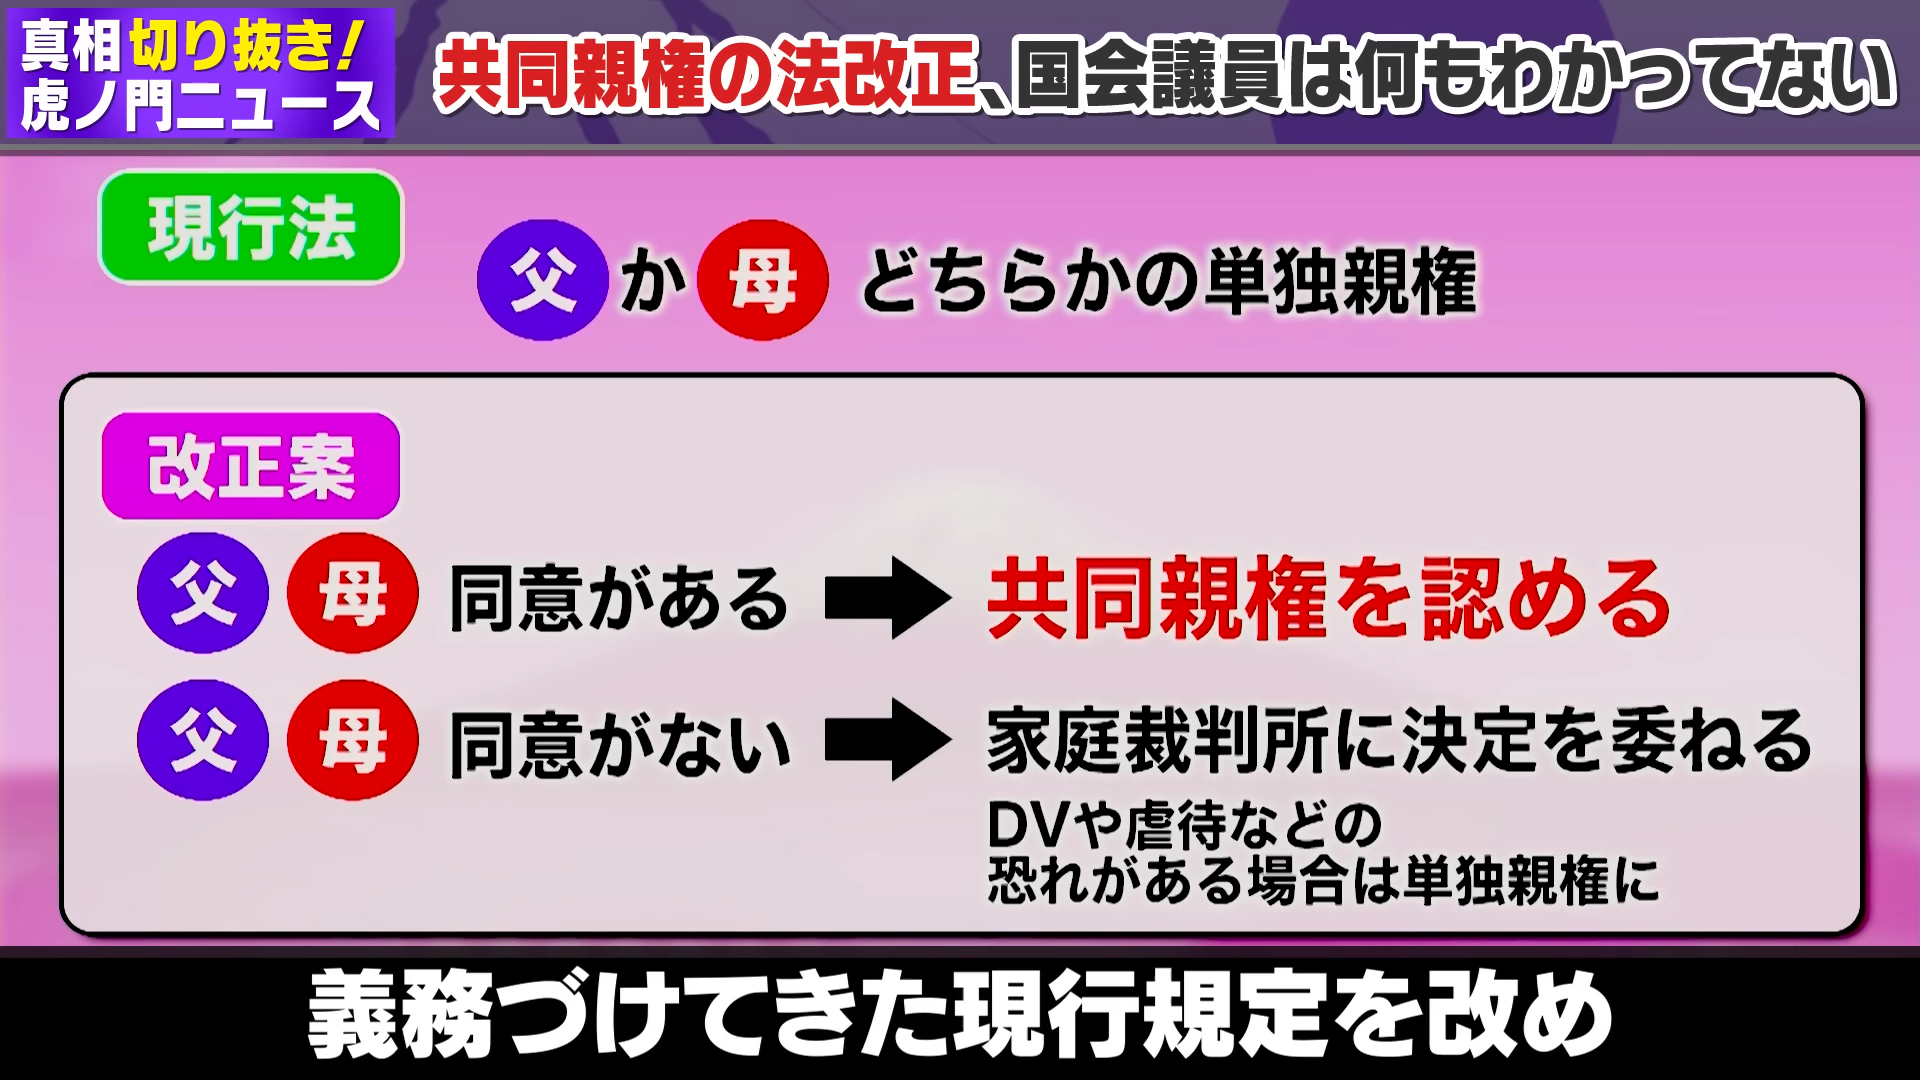 真相切り抜き!
虎ノ門ニュース
共同親権の法改正、国会議員は何もわかってない
現行法
父か母 どちらかの単独親権
改正案
父 母 同意がある ➡ 共同親権を認める
父 母 同意がない ➡ 家庭裁判所に決定を委ねる
DVや虐待などの
恐れがある場合は単独親権に
義務づけてきた現行規定を改め